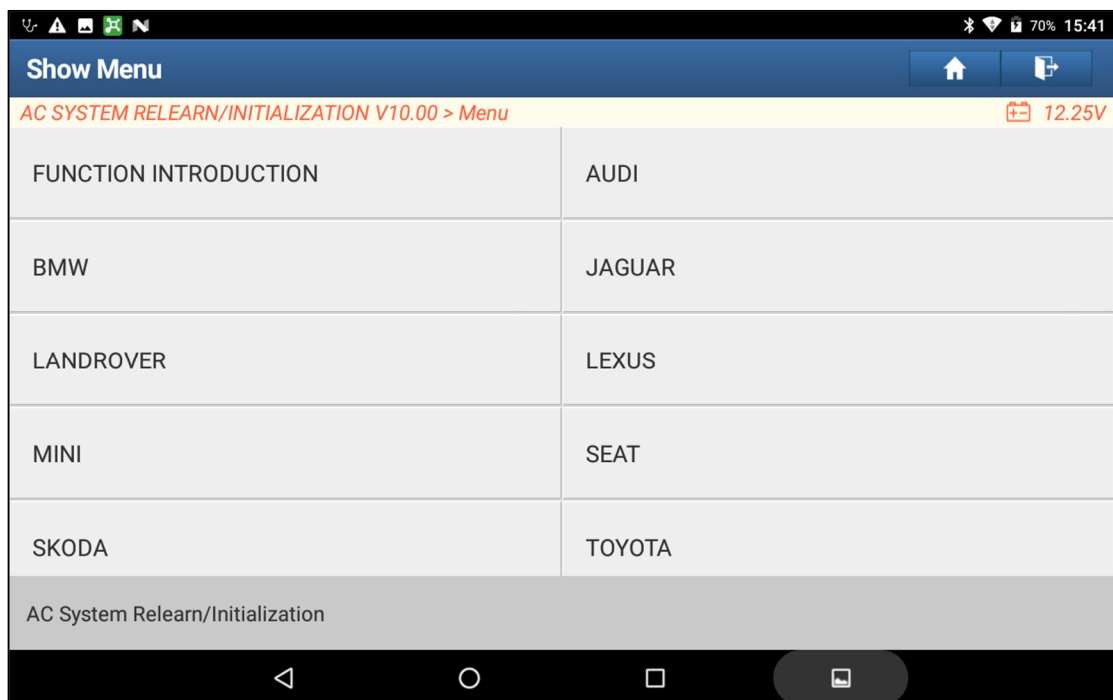 70% 15:41
Show Menu
AC SYSTEM RELEARN/INITIALIZATION V10.00 > Menu 12.25V
FUNCTION INTRODUCTION AUDI
BMW JAGUAR
LANDROVER LEXUS
MINI SEAT
SKODA TOYOTA
AC System Relearn/Initialization